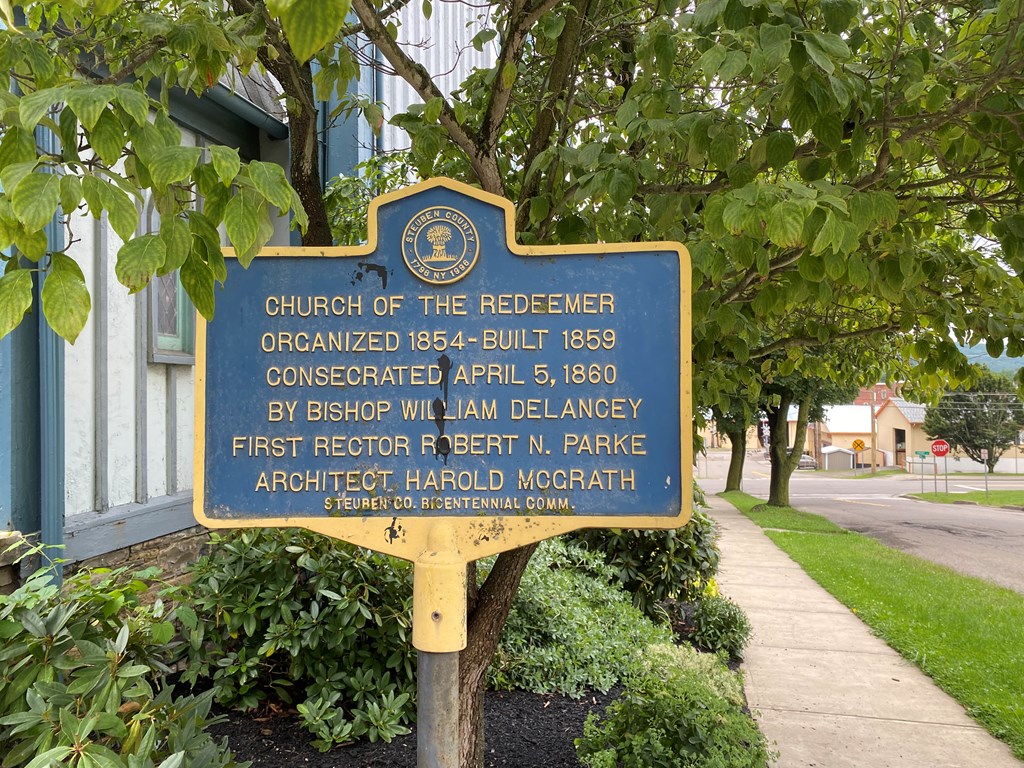 STEUBEN COUNTY
1796 NY 1996
CHURCH OF THE REDEEMER
ORGANIZED 1854-BUILT 1859
CONSECRATED APRIL 5, 1860
BY BISHOP WILLIAM DELANCEY
FIRST RECTOR ROBERT N. PARKE
ARCHITECT HAROLD MCGRATH
STEUBEN CO. BICENTENNIAL COMM.
STOP